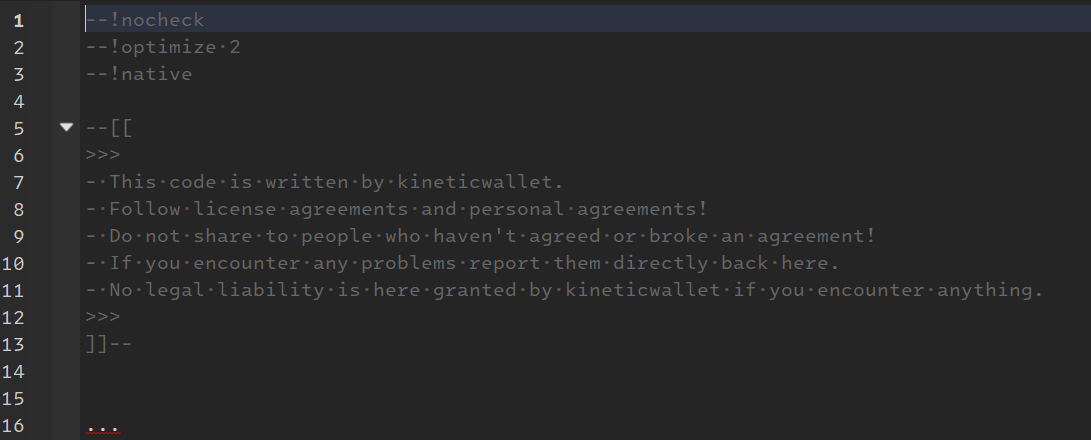 1 --!nocheck
2 --!optimize 2
3 --!native
4
5 --[[
6 >>>
7 - This code is written by kineticwallet.
8 - Follow license agreements and personal agreements!
9 - Do not share to people who haven't agreed or broke an agreement!
10 - If you encounter any problems report them directly back here.
11 - No legal liability is here granted by kineticwallet if you encounter anything.
12 >>>
13 ]]--
14
15
16 ...